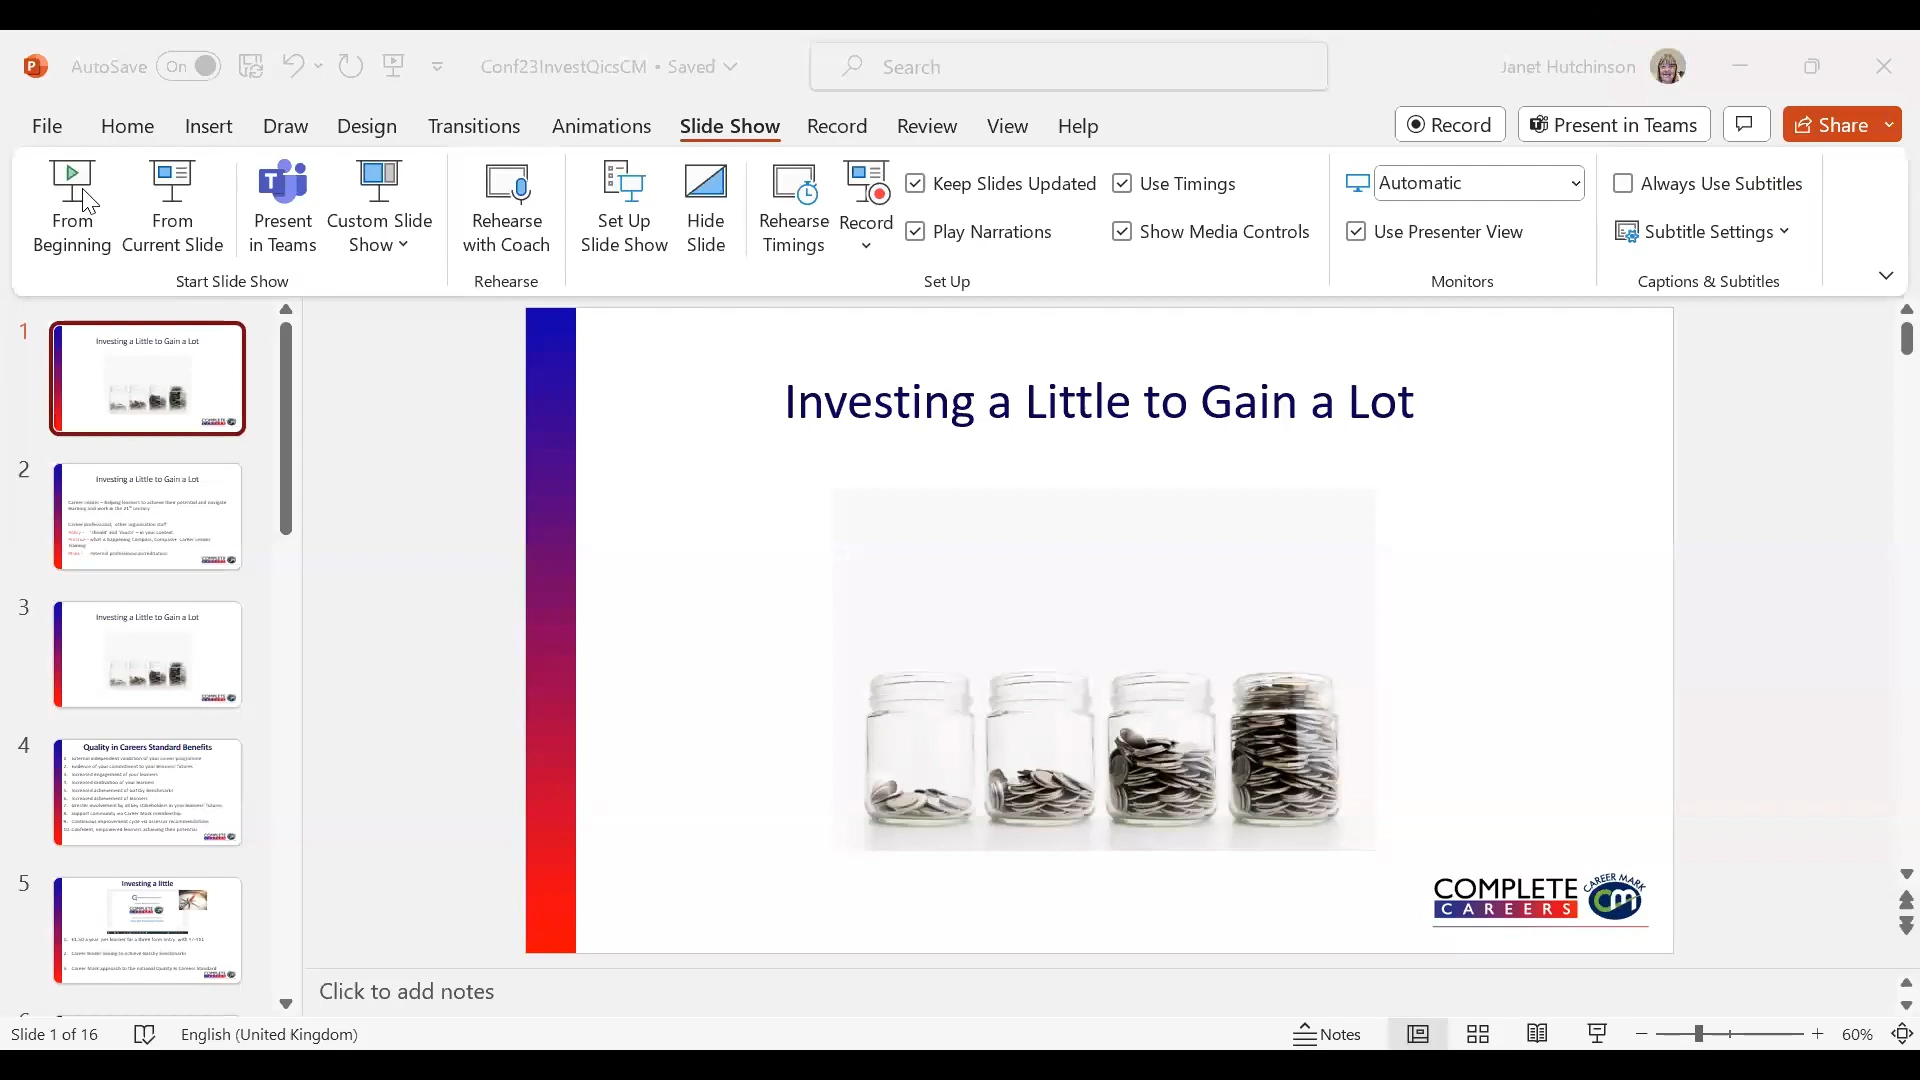 AutoSave On Conf23InvestQicsCM • Saved Search Janet Hutchinson
File Home Insert Draw Design Transitions Animations Slide Show Record Review View Help Record Present in Teams Share
From Beginning
From Current Slide
Present in Teams
Custom Slide Show
Rehearse with Coach
Set Up Slide Show
Hide Slide
Rehearse Timings
Record
Keep Slides Updated Use Timings
Play Narrations Show Media Controls
Automatic
Use Presenter View
Always Use Subtitles
Subtitle Settings
Start Slide Show Rehearse Set Up Monitors Captions & Subtitles
1
Investing a Little to Gain a Lot
2
Investing a Little to Gain a Lot
3
Investing a Little to Gain a Lot
4
Quality in Careers Standard Benefits
5
Investing a little
Investing a Little to Gain a Lot
COMPLETE
CAREERS
CAREER MARK
cm
Click to add notes
Slide 1 of 16 English (United Kingdom) Notes 60%